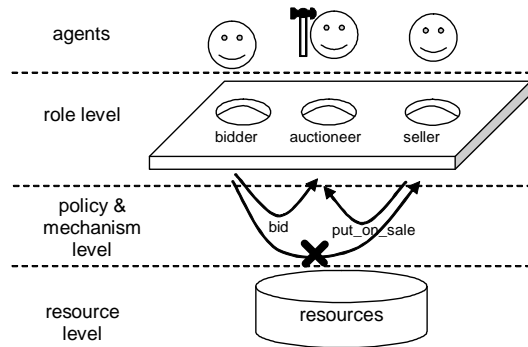 agents
role level
bidder auctioneer seller
policy &
mechanism
level
bid put_on_sale
resource
level
resources